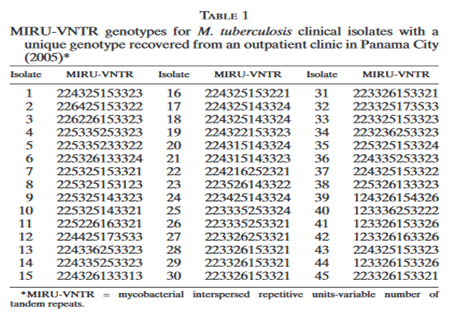 TABLE 1
MIRU-VNTR genotypes for M. tuberculosis clinical isolates with a
unique genotype recovered from an outpatient clinic in Panama City
(2005)*
Isolate MIRU-VNTR Isolate MIRU-VNTR Isolate MIRU-VNTR
1 224325153323 16 224325153221 31 223326153321
2 226425153322 17 224325143324 32 223325173533
3 226226153323 18 224325143324 33 223325153323
4 225335253323 19 224322153323 34 223236253323
5 225335233322 20 224315143324 35 225325153324
6 225326133324 21 224315143323 36 224335253323
7 225325153321 22 224216252321 37 224325153322
8 225325153123 23 223526143322 38 225326133323
9 225325143323 24 223425143324 39 124326154326
10 225325143321 25 223335253324 40 123336253222
11 225226163321 26 223335253321 41 123326153326
12 224425173533 27 223326253321 42 123326163326
13 224336253323 28 223326153321 43 224325153323
14 224335253323 29 223326153321 44 123326153326
15 224326133313 30 223326153321 45 223326153321
*MIRU-VNTR = mycobacterial interspersed repetitive units-variable number of
tandem repeats.